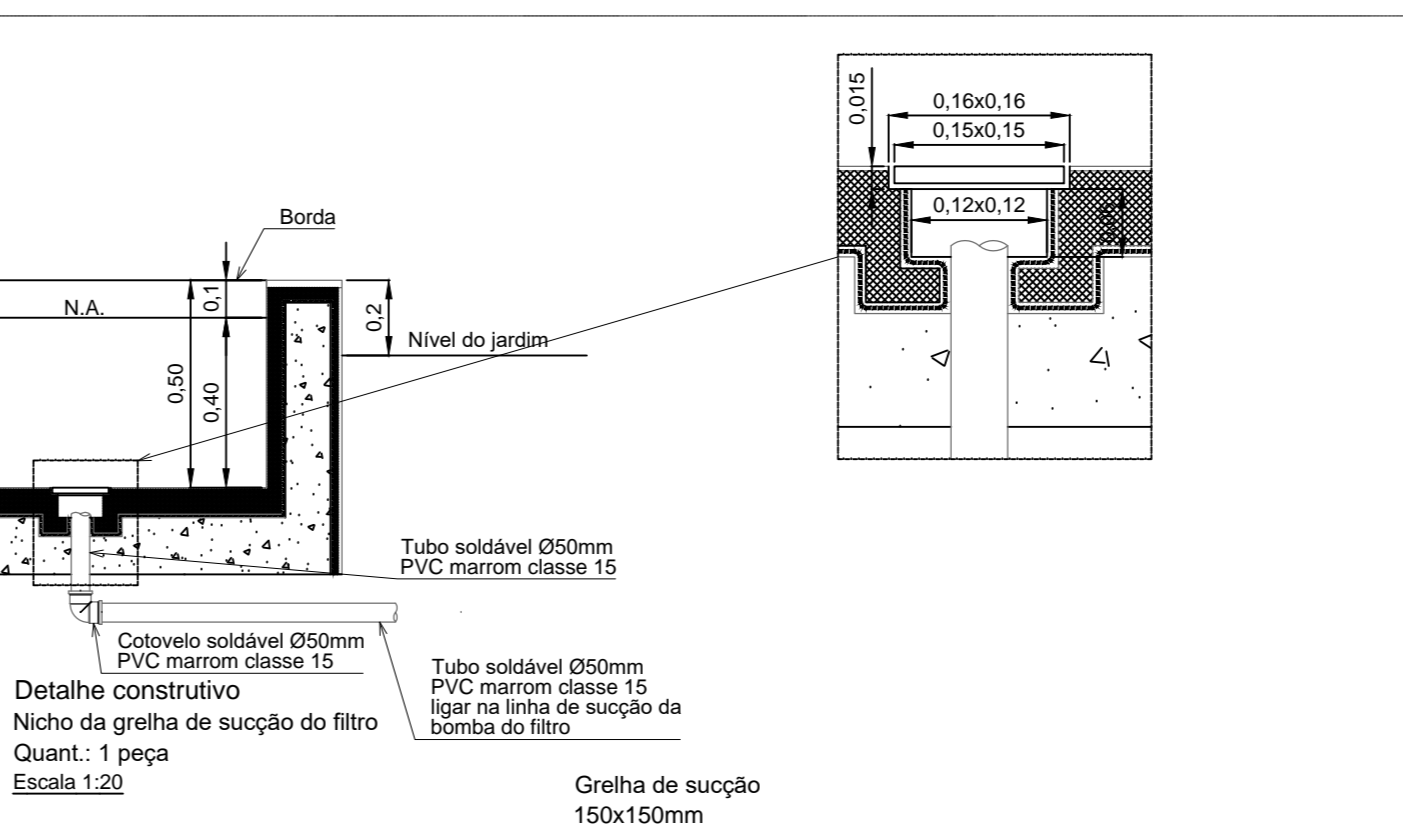 0,015
0,16x0,16
0,15x0,15
0,12x0,12
Borda
0,1
N.A.
0,2
Nível do jardim
0,50
0,40
Tubo soldável Ø50mm
PVC marrom classe 15
Cotovelo soldável Ø50mm
PVC marrom classe 15
Tubo soldável Ø50mm
PVC marrom classe 15
ligar na linha de sucção da
bomba do filtro
Detalhe construtivo
Nicho da grelha de sucção do filtro
Quant.: 1 peça
Escala 1:20
Grelha de sucção
150x150mm